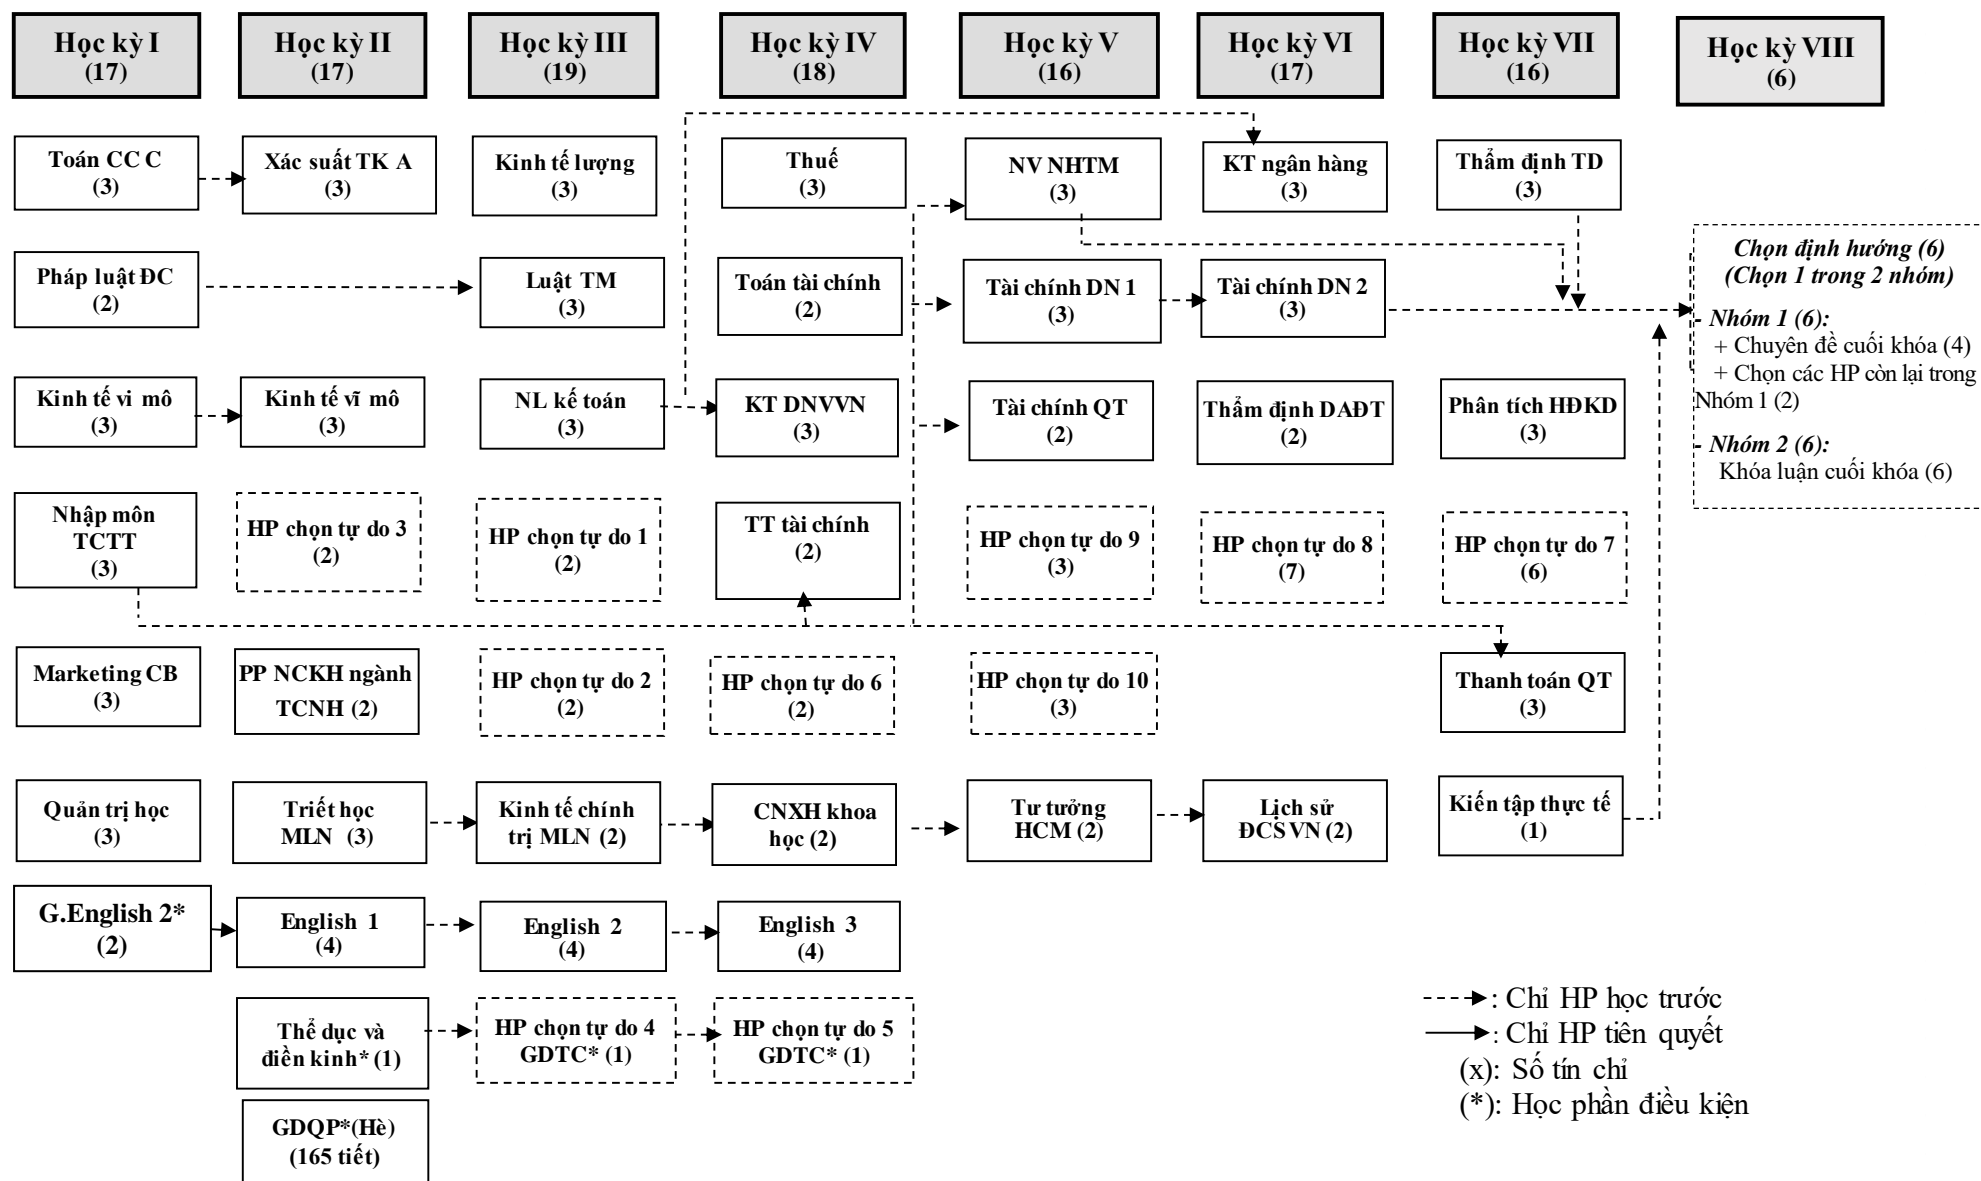 Học kỳ I
(17)
Học kỳ II
(17)
Học kỳ III
(19)
Học kỳ IV
(18)
Học kỳ V
(16)
Học kỳ VI
(17)
Học kỳ VII
(16)
Học kỳ VIII
(6)
Toán CC C
(3)
Xác suất TK A
(3)
Kinh tế lượng
(3)
Thuế
(3)
NV NHTM
(3)
KT ngân hàng
(3)
Thẩm định TD
(3)
Pháp luật ĐC
(2)
Luật TM
(3)
Toán tài chính
(2)
Tài chính DN 1
(3)
Tài chính DN 2
(3)
Chọn định hướng (6)
(Chọn 1 trong 2 nhóm)
- Nhóm 1 (6):
+ Chuyên đề cuối khóa (4)
+ Chọn các HP còn lại trong
Nhóm 1 (2)
- Nhóm 2 (6):
Khóa luận cuối khóa (6)
Kinh tế vi mô
(3)
Kinh tế vĩ mô
(3)
NL kế toán
(3)
KT DNVVN
(3)
Tài chính QT
(2)
Thẩm định DAĐT
(2)
Phân tích HĐKD
(3)
Nhập môn
TCTT
(3)
HP chọn tự do 3
(2)
HP chọn tự do 1
(2)
TT tài chính
(2)
HP chọn tự do 9
(3)
HP chọn tự do 8
(7)
HP chọn tự do 7
(6)
Marketing CB
(3)
PP NCKH ngành
TCNH (2)
HP chọn tự do 2
(2)
HP chọn tự do 6
(2)
HP chọn tự do 10
(3)
Thanh toán QT
(3)
Quản trị học
(3)
Triết học
MLN (3)
Kinh tế chính
trị MLN (2)
CNXH khoa
học (2)
Tư tưởng
HCM (2)
Lịch sử
ĐCSVN (2)
Kiến tập thực tế
(1)
G.English 2*
(2)
English 1
(4)
English 2
(4)
English 3
(4)
Thể dục và
điền kinh* (1)
HP chọn tự do 4
GDTC* (1)
HP chọn tự do 5
GDTC* (1)
GDQP*(Hè)
(165 tiết)
: Chỉ HP học trước
: Chỉ HP tiên quyết
(x): Số tín chỉ
(*): Học phần điều kiện